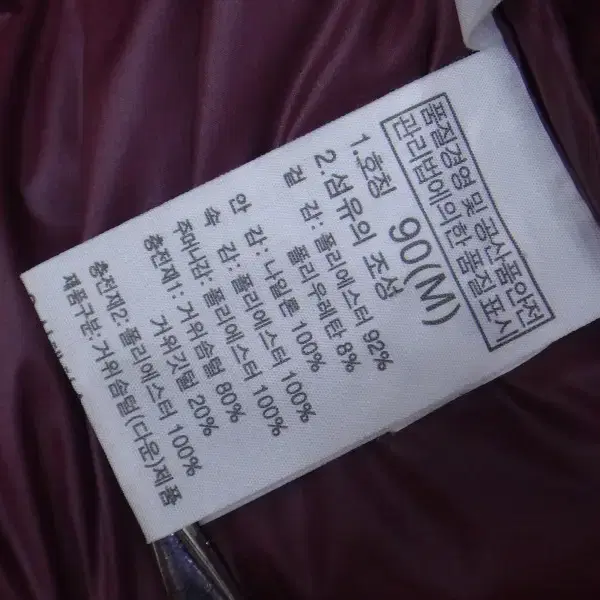 품질경영 및 공산품안전
관리법에의한 품질표시
1.호칭 90(M)
2.섬유의 조성
겉 감: 폴리에스터 92%
폴리우레탄 8%
안 감: 나일론 100%
속 감: 폴리에스터 100%
주머니감: 폴리에스터 100%
충전재1: 거위솜털 80%
거위깃털 20%
충전재2: 폴리에스터 100%
제품구분: 거위솜털(다운)제품